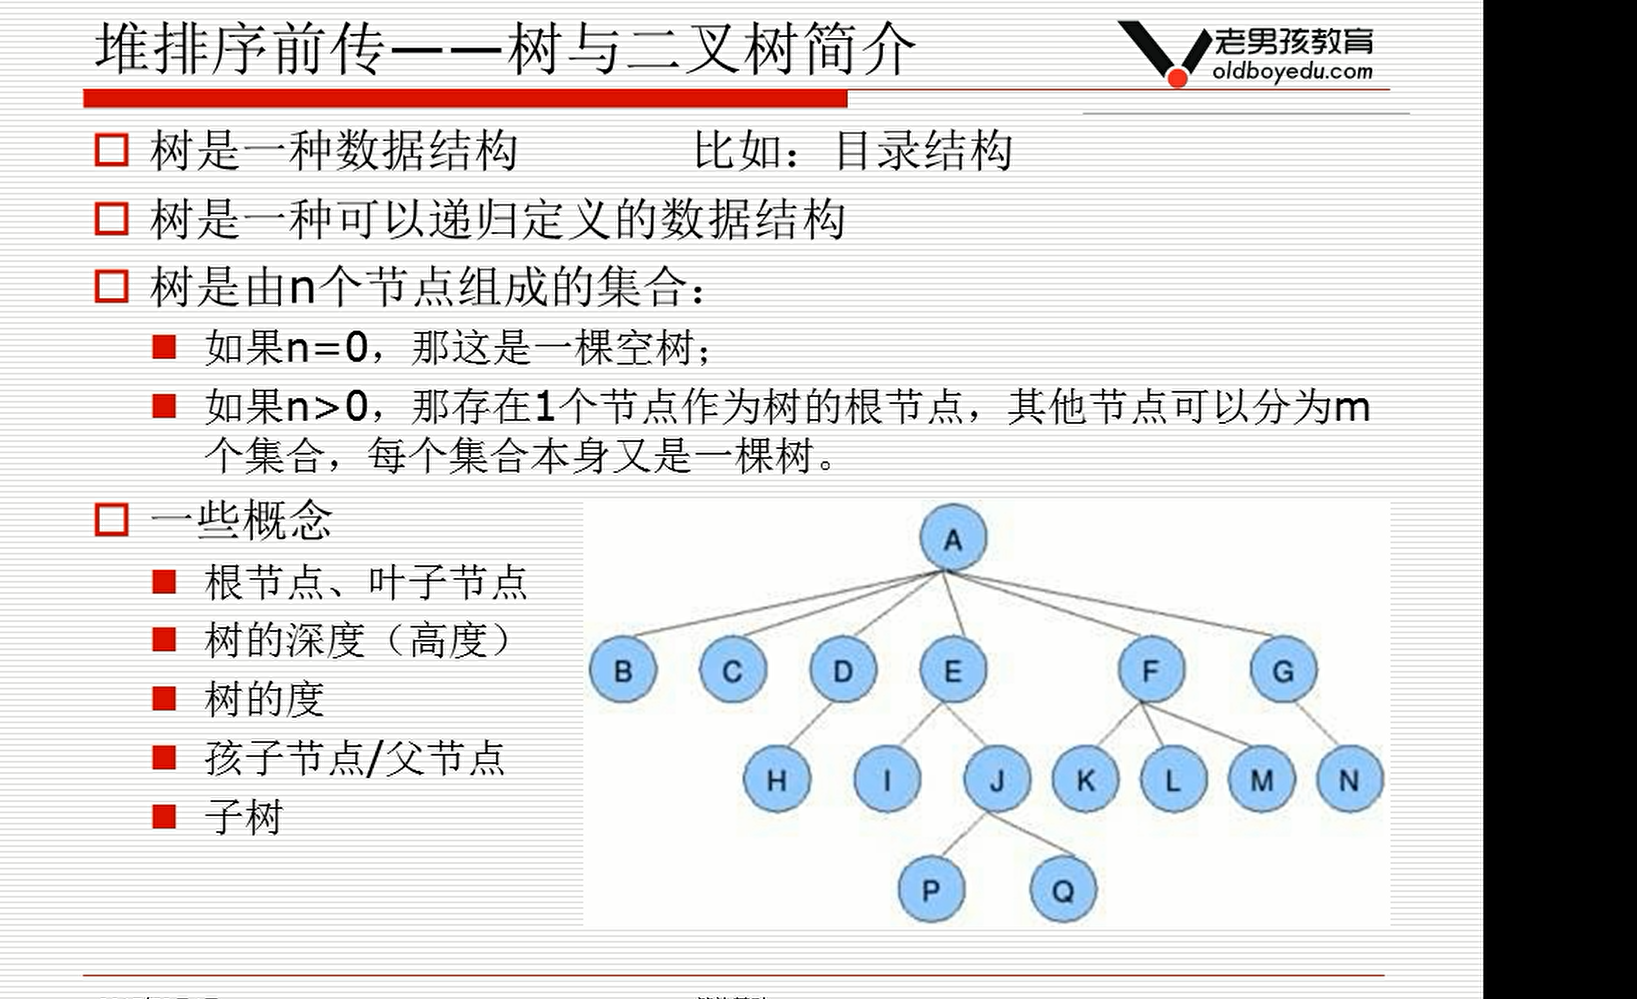 堆排序前传——树与二叉树简介
老男孩教育
oldboyedu.com
树是一种数据结构 比如：目录结构
树是一种可以递归定义的数据结构
树是由n个节点组成的集合：
如果n=0，那这是一棵空树；
如果n>0，那存在1个节点作为树的根节点，其他节点可以分为m
个集合，每个集合本身又是一棵树。
一些概念
根节点、叶子节点
树的深度（高度）
树的度
孩子节点/父节点
子树
A
B C D E F G
H I J K L M N
P Q